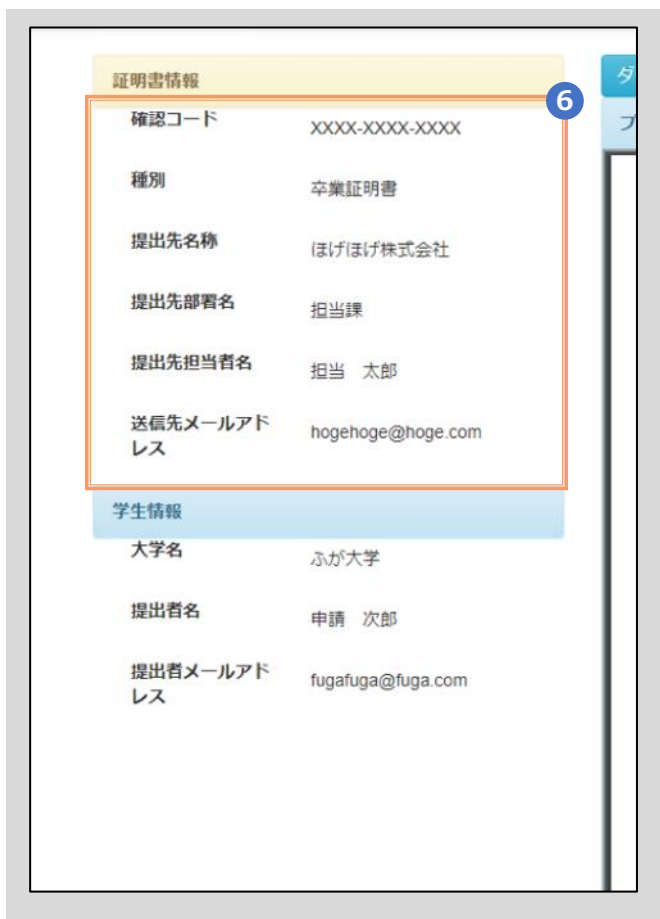 証明書情報
6
ダ
確認コード XXXX-XXXX-XXXX
プ
種別 卒業証明書
提出先名称 ほげほげ株式会社
提出先部署名 担当課
提出先担当者名 担当　太郎
送信先メールアド
レス
hogehoge@hoge.com
学生情報
大学名 ふが大学
提出者名 申請　次郎
提出者メールアド
レス
fugafuga@fuga.com